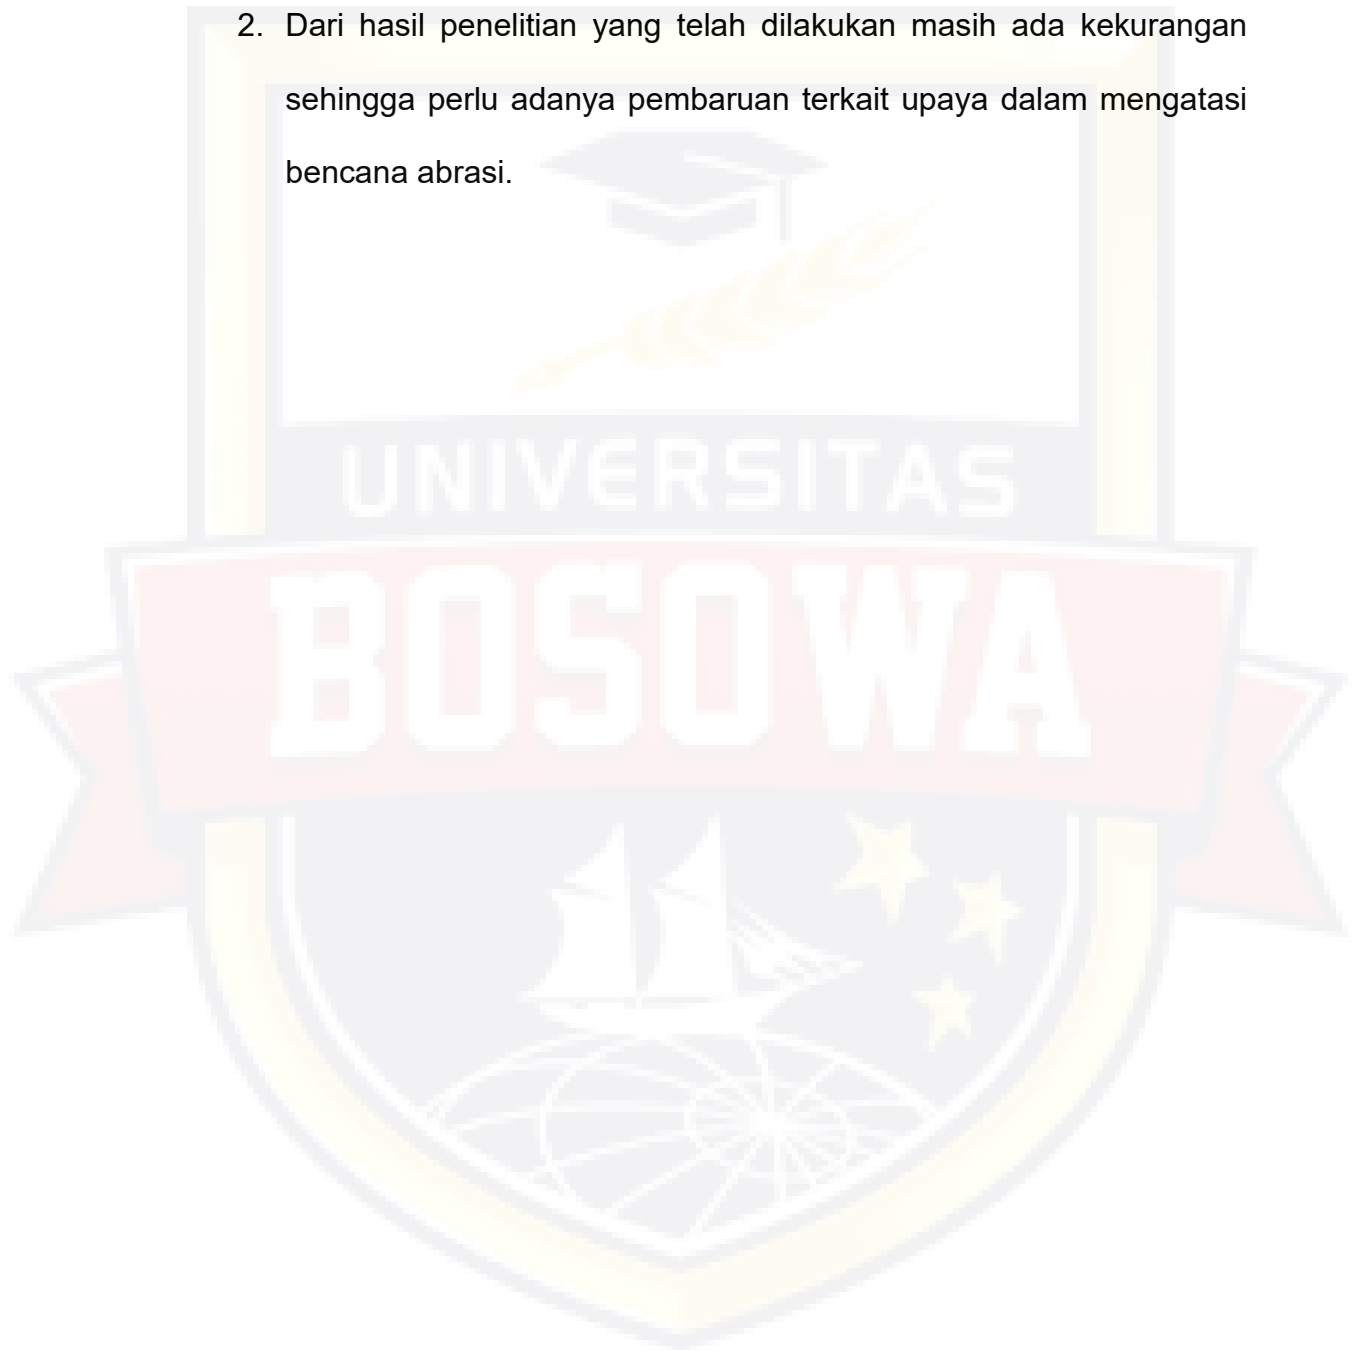 2. Dari hasil penelitian yang telah dilakukan masih ada kekurangan
sehingga perlu adanya pembaruan terkait upaya dalam mengatasi
bencana abrasi.
UNIVERSITAS
BOSOWA